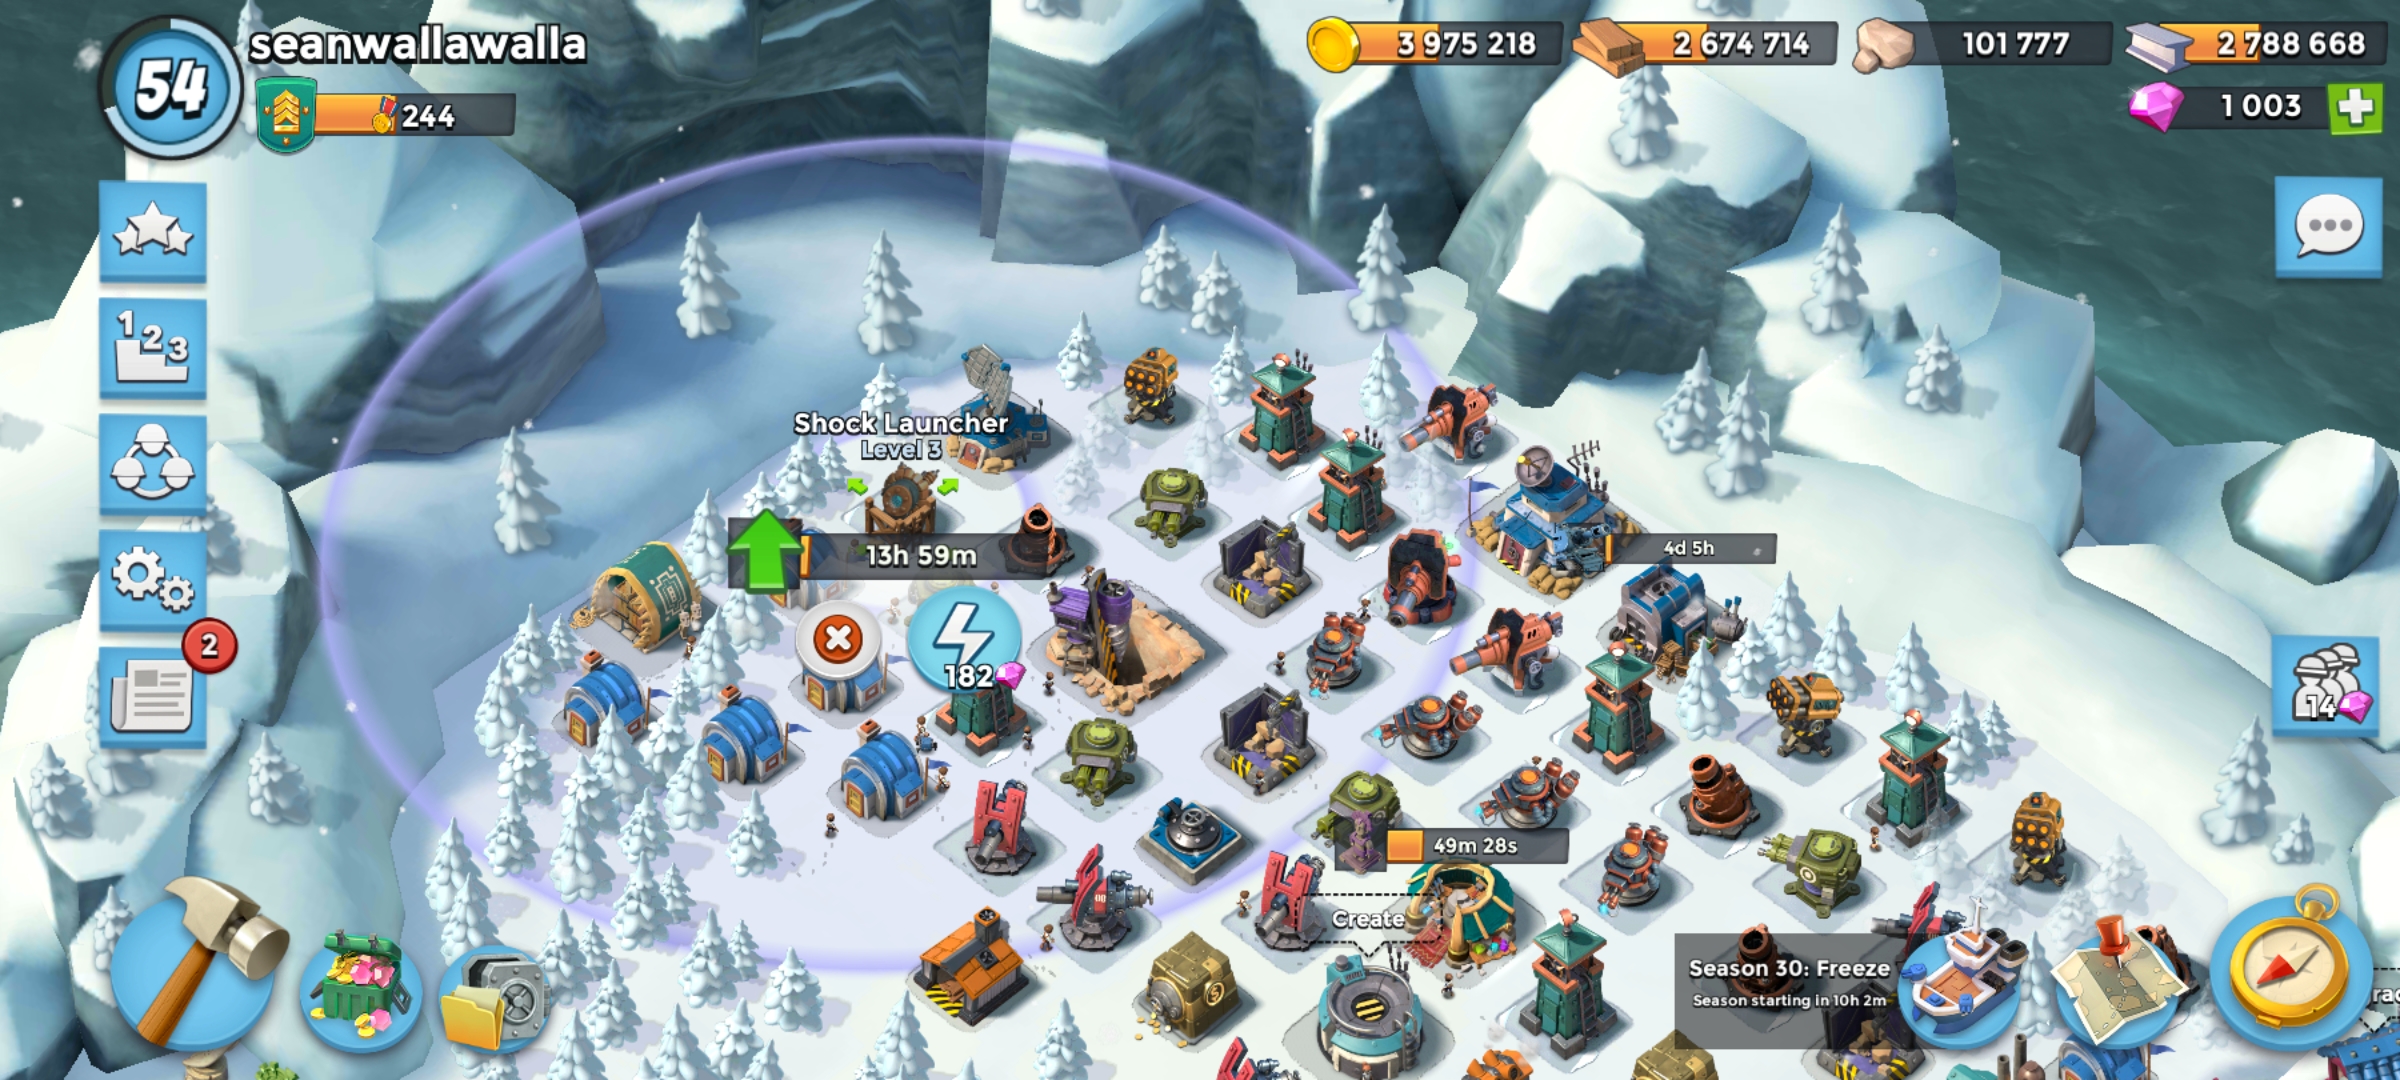 54
seanwallawalla
244
3 975 218
2 674 714
101 777
2 788 668
1 003
1 2 3
2
Shock Launcher
Level 3
13h 59m
182
4d 5h
14
49m 28s
Create
Season 30: Freeze
Season starting in 10h 2m